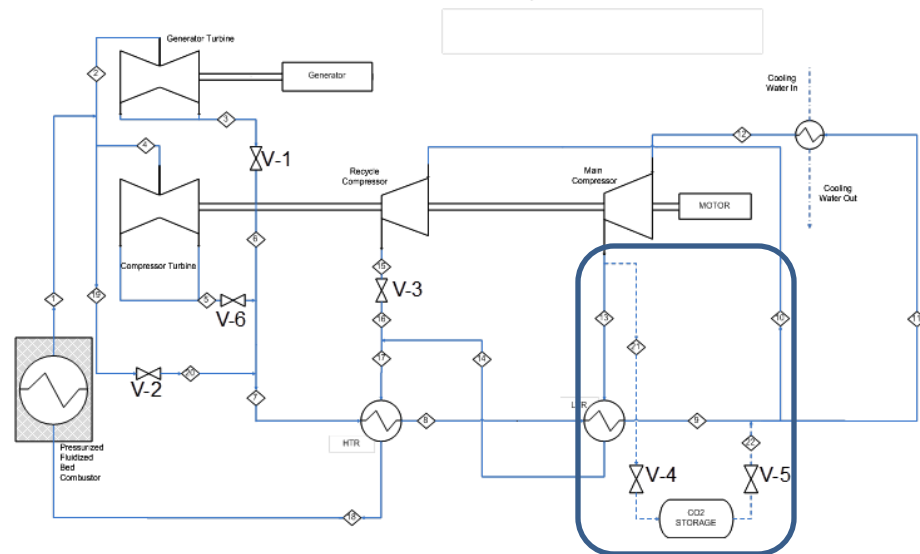 Generator Turbine
Generator
Cooling
Water In
2
3
12
4
V-1
Recycle
Compressor
Main
Compressor
MOTOR
Cooling
Water Out
6
15
Compressor Turbine
19
1
5
V-6
V-3
16
13
21
10
11
V-2
20
17
14
7
8
9
HTR
22
Pressurized
Fluidized
Bed
Combustor
V-4
V-5
CO2
STORAGE
18